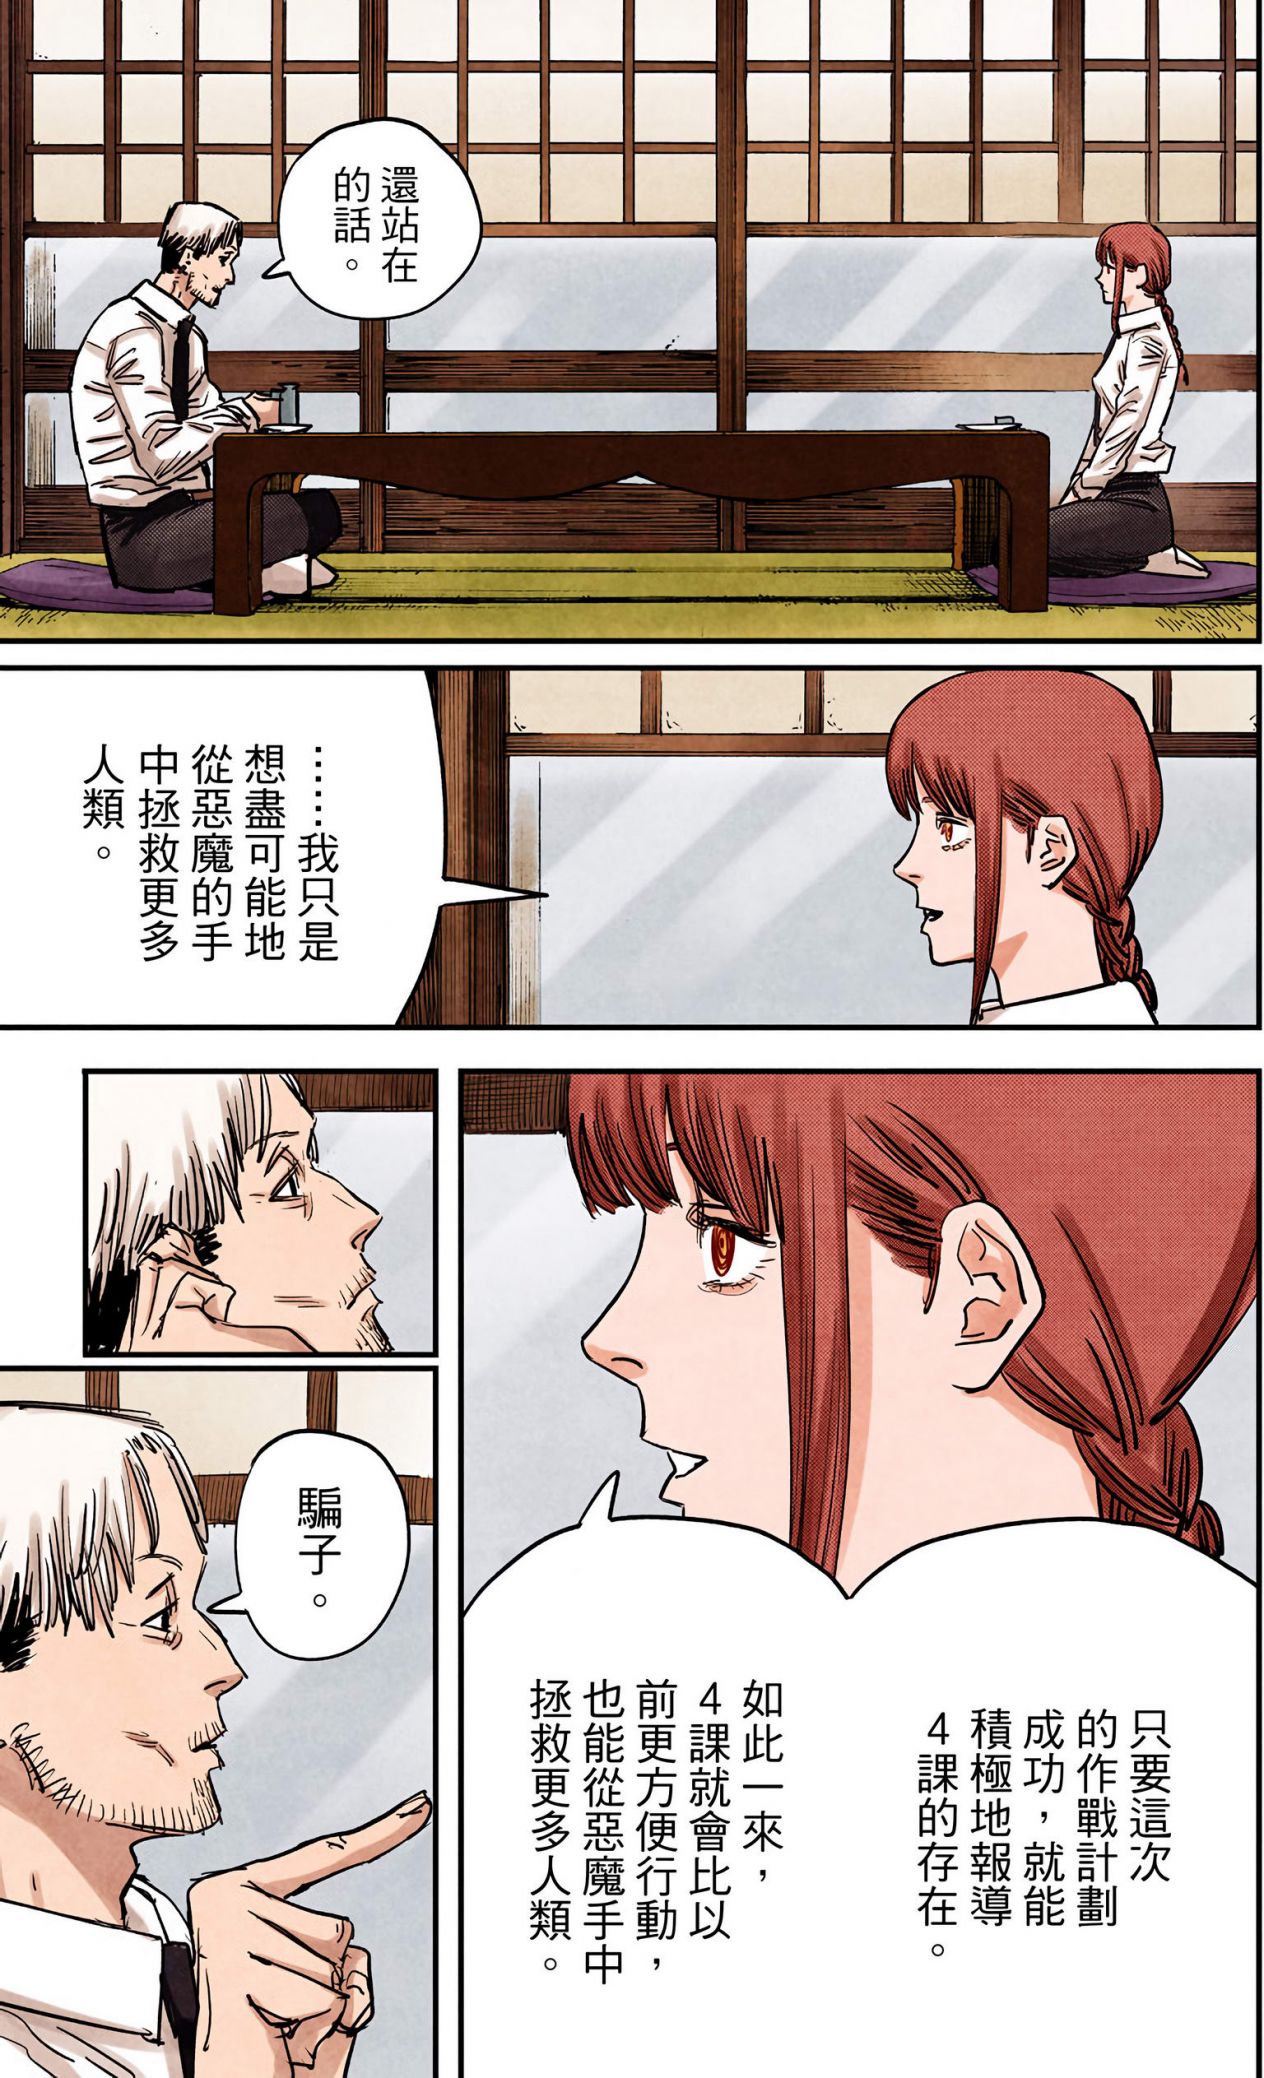 還站在
的話。
……我只是
想盡可能地
從惡魔的手
中拯救更多
人類。
只要這次
的作戰計劃
成功，就能
積極地報導
4課的存在。
如此一來，
4課就會比以
前更方便行動，
也能從惡魔手中
拯救更多人類。
騙子。